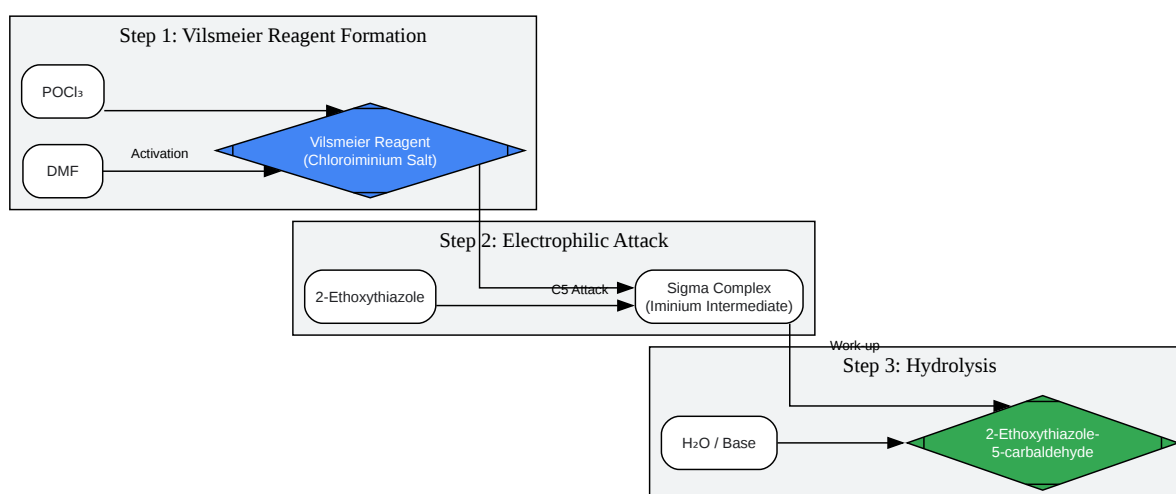 Step 1: Vilsmeier Reagent Formation
POCl₃
DMF
Activation
Vilsmeier Reagent
(Chloroiminium Salt)
Step 2: Electrophilic Attack
2-Ethoxythiazole
C5 Attack
Sigma Complex
(Iminium Intermediate)
Work-up
Step 3: Hydrolysis
H₂O / Base
2-Ethoxythiazole-
5-carbaldehyde